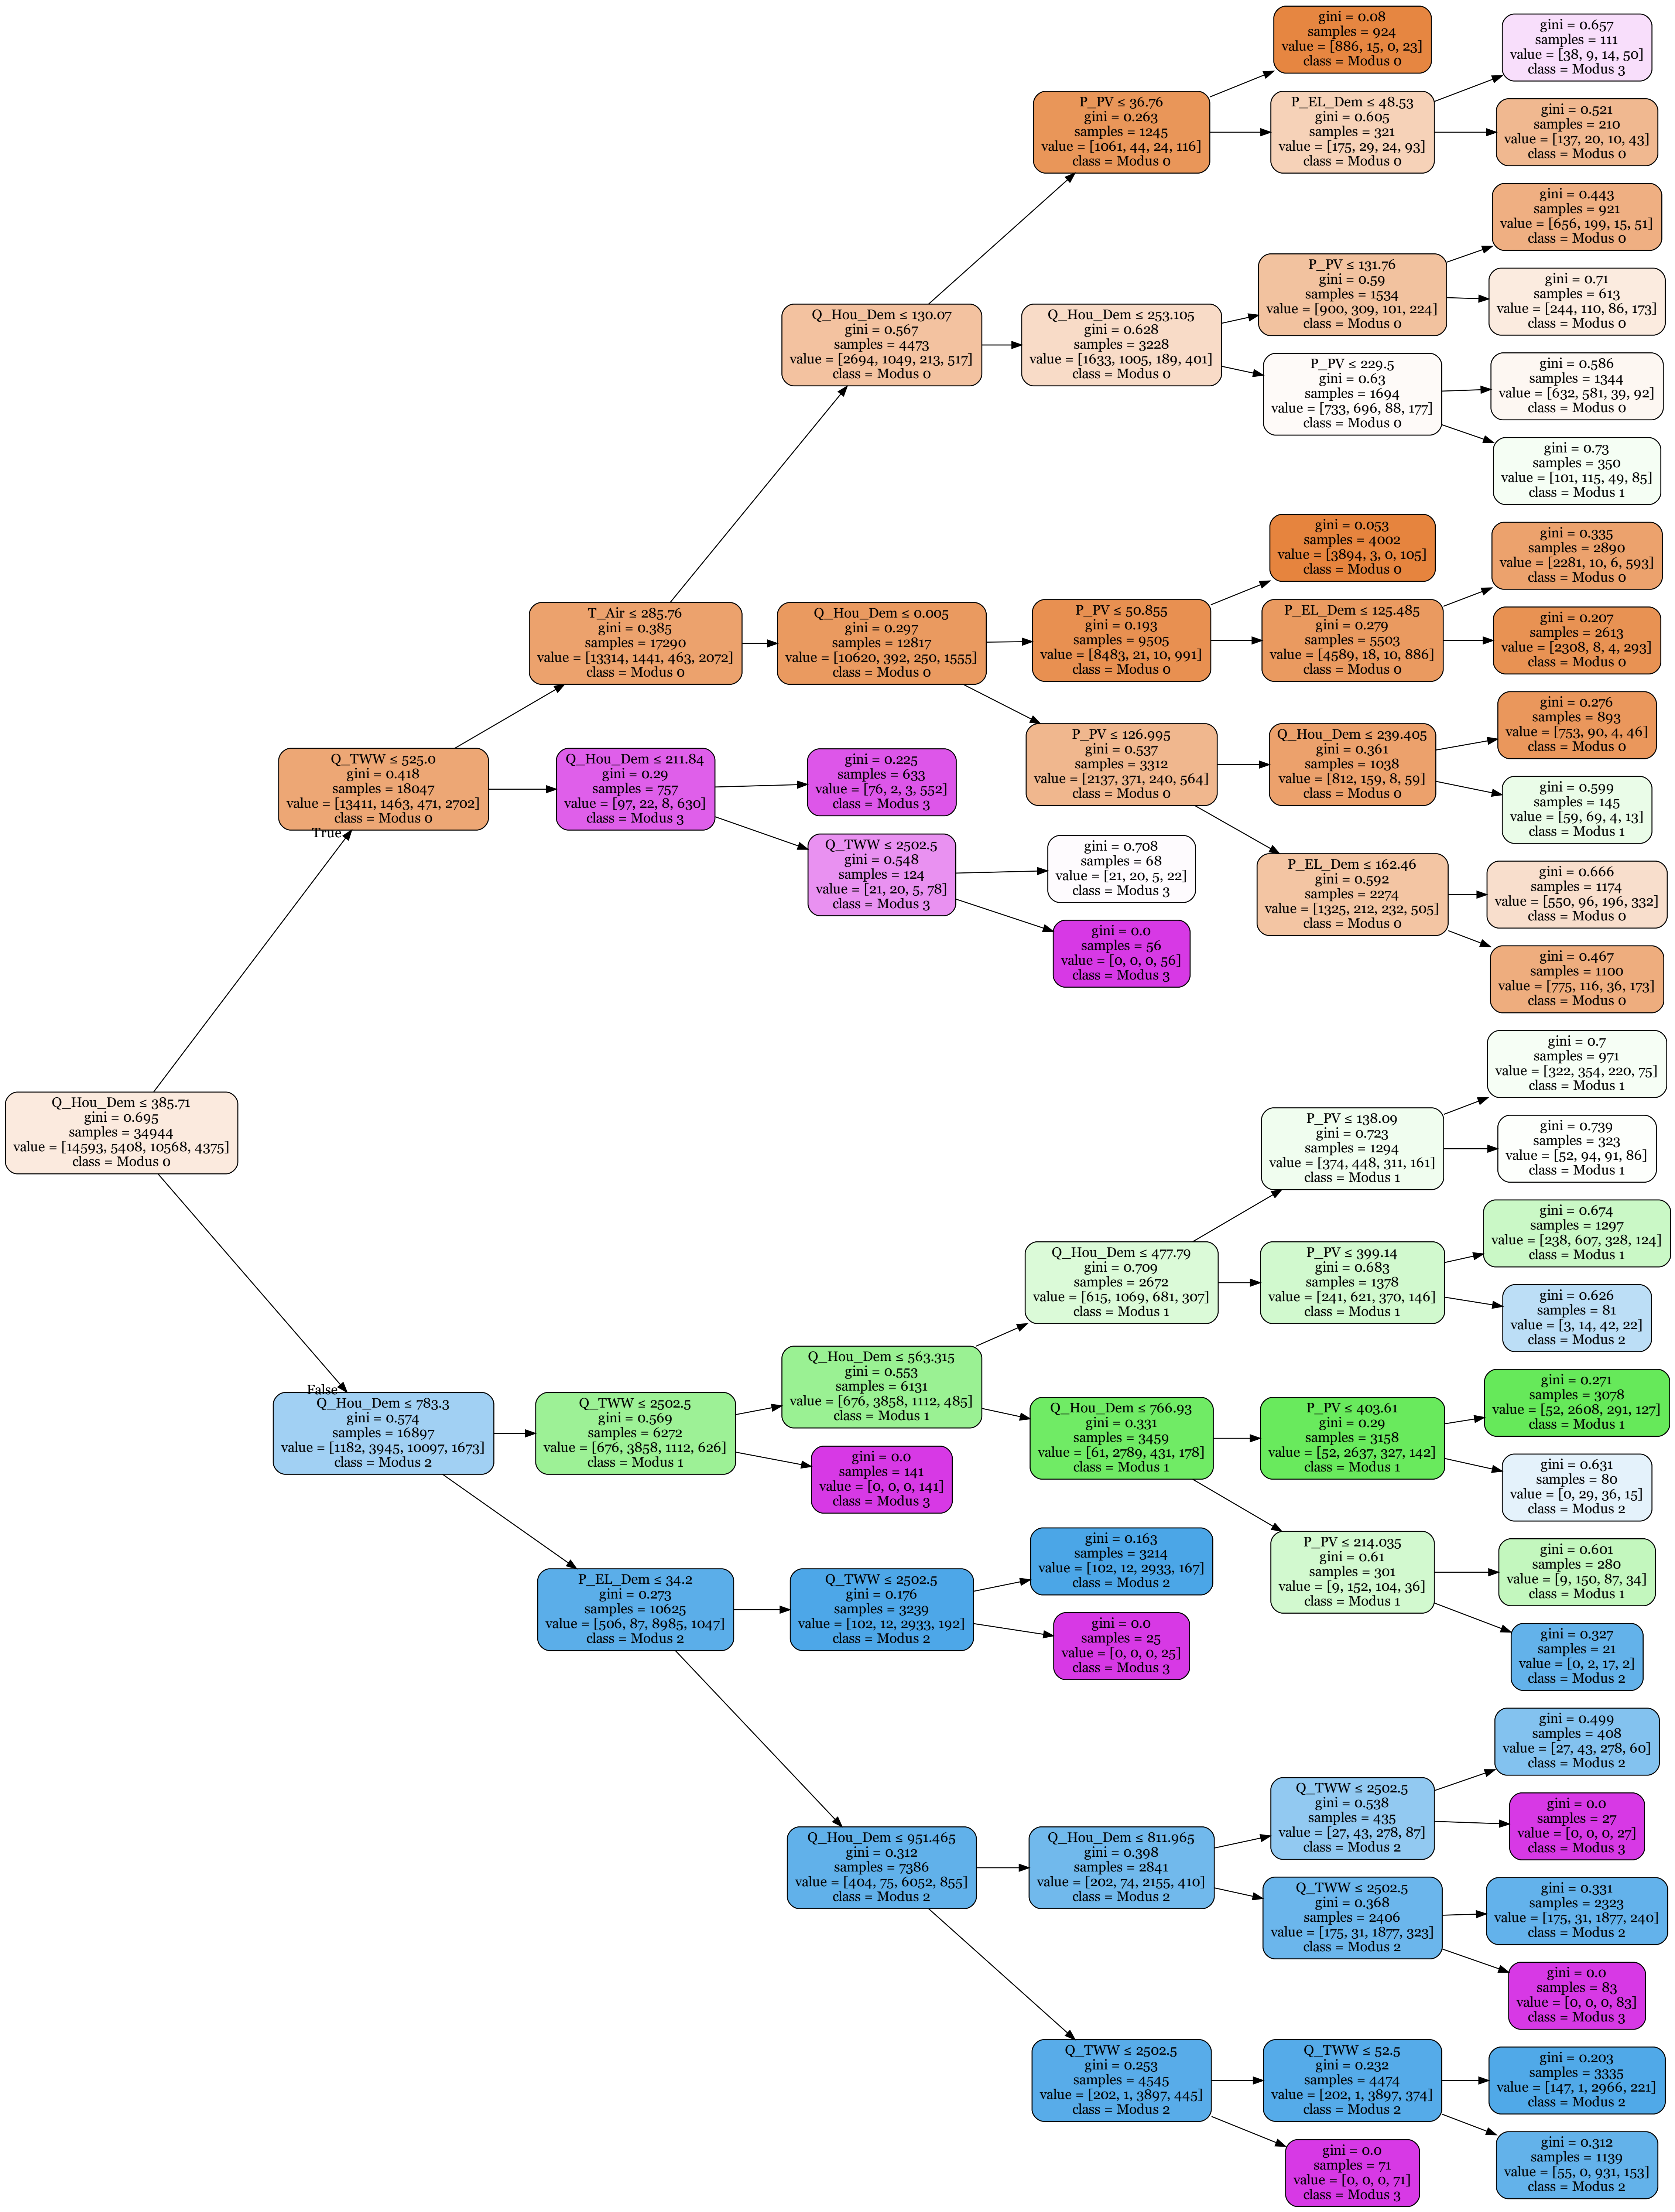 Q_Hou_Dem ≤ 385.71
gini = 0.695
samples = 34944
value = [14593, 5408, 10568, 4375]
class = Modus 0
True
Q_TWW ≤ 525.0
gini = 0.418
samples = 18047
value = [13411, 1463, 471, 2702]
class = Modus 0
T_Air ≤ 285.76
gini = 0.385
samples = 17290
value = [13314, 1441, 463, 2072]
class = Modus 0
Q_Hou_Dem ≤ 130.07
gini = 0.567
samples = 4473
value = [2694, 1049, 213, 517]
class = Modus 0
P_PV ≤ 36.76
gini = 0.263
samples = 1245
value = [1061, 44, 24, 116]
class = Modus 0
gini = 0.08
samples = 924
value = [886, 15, 0, 23]
class = Modus 0
P_EL_Dem ≤ 48.53
gini = 0.605
samples = 321
value = [175, 29, 24, 93]
class = Modus 0
gini = 0.657
samples = 111
value = [38, 9, 14, 50]
class = Modus 3
gini = 0.521
samples = 210
value = [137, 20, 10, 43]
class = Modus 0
Q_Hou_Dem ≤ 253.105
gini = 0.628
samples = 3228
value = [1633, 1005, 189, 401]
class = Modus 0
P_PV ≤ 131.76
gini = 0.59
samples = 1534
value = [900, 309, 101, 224]
class = Modus 0
gini = 0.443
samples = 921
value = [656, 199, 15, 51]
class = Modus 0
gini = 0.71
samples = 613
value = [244, 110, 86, 173]
class = Modus 0
P_PV ≤ 229.5
gini = 0.63
samples = 1694
value = [733, 696, 88, 177]
class = Modus 0
gini = 0.586
samples = 1344
value = [632, 581, 39, 92]
class = Modus 0
gini = 0.73
samples = 350
value = [101, 115, 49, 85]
class = Modus 1
Q_Hou_Dem ≤ 0.005
gini = 0.297
samples = 12817
value = [10620, 392, 250, 1555]
class = Modus 0
P_PV ≤ 50.855
gini = 0.193
samples = 9505
value = [8483, 21, 10, 991]
class = Modus 0
gini = 0.053
samples = 4002
value = [3894, 3, 0, 105]
class = Modus 0
P_EL_Dem ≤ 125.485
gini = 0.279
samples = 5503
value = [4589, 18, 10, 886]
class = Modus 0
gini = 0.335
samples = 2890
value = [2281, 10, 6, 593]
class = Modus 0
gini = 0.207
samples = 2613
value = [2308, 8, 4, 293]
class = Modus 0
P_PV ≤ 126.995
gini = 0.537
samples = 3312
value = [2137, 371, 240, 564]
class = Modus 0
Q_Hou_Dem ≤ 239.405
gini = 0.361
samples = 1038
value = [812, 159, 8, 59]
class = Modus 0
gini = 0.276
samples = 893
value = [753, 90, 4, 46]
class = Modus 0
gini = 0.599
samples = 145
value = [59, 69, 4, 13]
class = Modus 1
P_EL_Dem ≤ 162.46
gini = 0.592
samples = 2274
value = [1325, 212, 232, 505]
class = Modus 0
gini = 0.666
samples = 1174
value = [550, 96, 196, 332]
class = Modus 0
gini = 0.467
samples = 1100
value = [775, 116, 36, 173]
class = Modus 0
Q_Hou_Dem ≤ 211.84
gini = 0.29
samples = 757
value = [97, 22, 8, 630]
class = Modus 3
gini = 0.225
samples = 633
value = [76, 2, 3, 552]
class = Modus 3
Q_TWW ≤ 2502.5
gini = 0.548
samples = 124
value = [21, 20, 5, 78]
class = Modus 3
gini = 0.708
samples = 68
value = [21, 20, 5, 22]
class = Modus 3
gini = 0.0
samples = 56
value = [0, 0, 0, 56]
class = Modus 3
False
Q_Hou_Dem ≤ 783.3
gini = 0.574
samples = 16897
value = [1182, 3945, 10097, 1673]
class = Modus 2
Q_TWW ≤ 2502.5
gini = 0.569
samples = 6272
value = [676, 3858, 1112, 626]
class = Modus 1
Q_Hou_Dem ≤ 563.315
gini = 0.553
samples = 6131
value = [676, 3858, 1112, 485]
class = Modus 1
Q_Hou_Dem ≤ 477.79
gini = 0.709
samples = 2672
value = [615, 1069, 681, 307]
class = Modus 1
P_PV ≤ 138.09
gini = 0.723
samples = 1294
value = [374, 448, 311, 161]
class = Modus 1
gini = 0.7
samples = 971
value = [322, 354, 220, 75]
class = Modus 1
gini = 0.739
samples = 323
value = [52, 94, 91, 86]
class = Modus 1
P_PV ≤ 399.14
gini = 0.683
samples = 1378
value = [241, 621, 370, 146]
class = Modus 1
gini = 0.674
samples = 1297
value = [238, 607, 328, 124]
class = Modus 1
gini = 0.626
samples = 81
value = [3, 14, 42, 22]
class = Modus 2
Q_Hou_Dem ≤ 766.93
gini = 0.331
samples = 3459
value = [61, 2789, 431, 178]
class = Modus 1
P_PV ≤ 403.61
gini = 0.29
samples = 3158
value = [52, 2637, 327, 142]
class = Modus 1
gini = 0.271
samples = 3078
value = [52, 2608, 291, 127]
class = Modus 1
gini = 0.631
samples = 80
value = [0, 29, 36, 15]
class = Modus 2
P_PV ≤ 214.035
gini = 0.61
samples = 301
value = [9, 152, 104, 36]
class = Modus 1
gini = 0.601
samples = 280
value = [9, 150, 87, 34]
class = Modus 1
gini = 0.327
samples = 21
value = [0, 2, 17, 2]
class = Modus 2
gini = 0.0
samples = 141
value = [0, 0, 0, 141]
class = Modus 3
P_EL_Dem ≤ 34.2
gini = 0.273
samples = 10625
value = [506, 87, 8985, 1047]
class = Modus 2
Q_TWW ≤ 2502.5
gini = 0.176
samples = 3239
value = [102, 12, 2933, 192]
class = Modus 2
gini = 0.163
samples = 3214
value = [102, 12, 2933, 167]
class = Modus 2
gini = 0.0
samples = 25
value = [0, 0, 0, 25]
class = Modus 3
Q_Hou_Dem ≤ 951.465
gini = 0.312
samples = 7386
value = [404, 75, 6052, 855]
class = Modus 2
Q_Hou_Dem ≤ 811.965
gini = 0.398
samples = 2841
value = [202, 74, 2155, 410]
class = Modus 2
Q_TWW ≤ 2502.5
gini = 0.538
samples = 435
value = [27, 43, 278, 87]
class = Modus 2
gini = 0.499
samples = 408
value = [27, 43, 278, 60]
class = Modus 2
gini = 0.0
samples = 27
value = [0, 0, 0, 27]
class = Modus 3
Q_TWW ≤ 2502.5
gini = 0.368
samples = 2406
value = [175, 31, 1877, 323]
class = Modus 2
gini = 0.331
samples = 2323
value = [175, 31, 1877, 240]
class = Modus 2
gini = 0.0
samples = 83
value = [0, 0, 0, 83]
class = Modus 3
Q_TWW ≤ 2502.5
gini = 0.253
samples = 4545
value = [202, 1, 3897, 445]
class = Modus 2
Q_TWW ≤ 52.5
gini = 0.232
samples = 4474
value = [202, 1, 3897, 374]
class = Modus 2
gini = 0.203
samples = 3335
value = [147, 1, 2966, 221]
class = Modus 2
gini = 0.312
samples = 1139
value = [55, 0, 931, 153]
class = Modus 2
gini = 0.0
samples = 71
value = [0, 0, 0, 71]
class = Modus 3